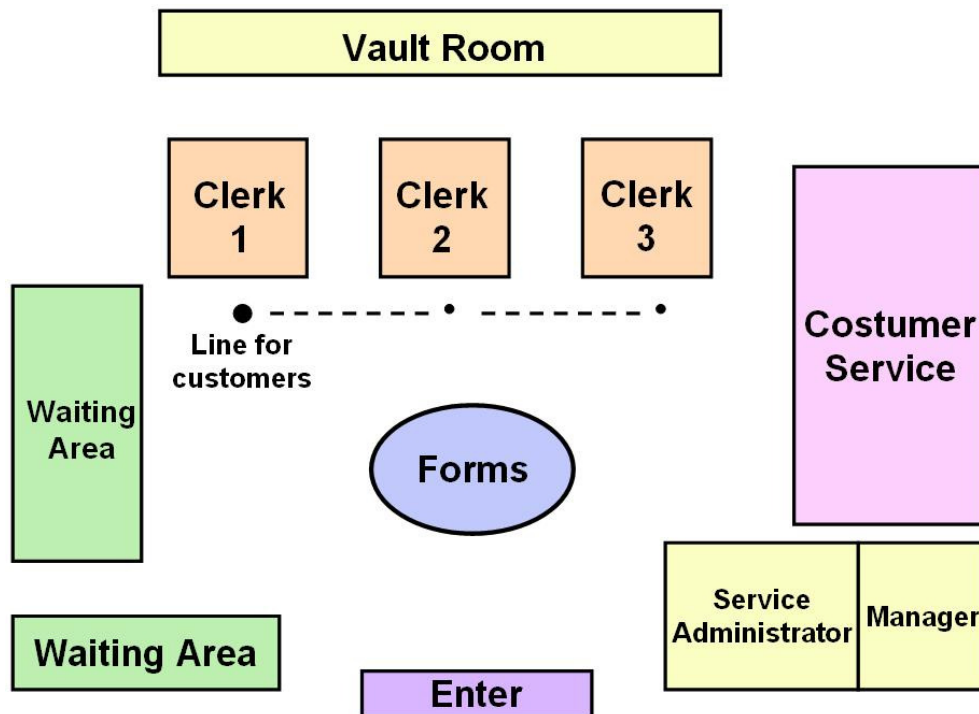 Vault Room
Clerk
1
Clerk
2
Clerk
3
Line for
customers
Costumer
Service
Waiting
Area
Forms
Service
Administrator
Manager
Waiting Area
Enter